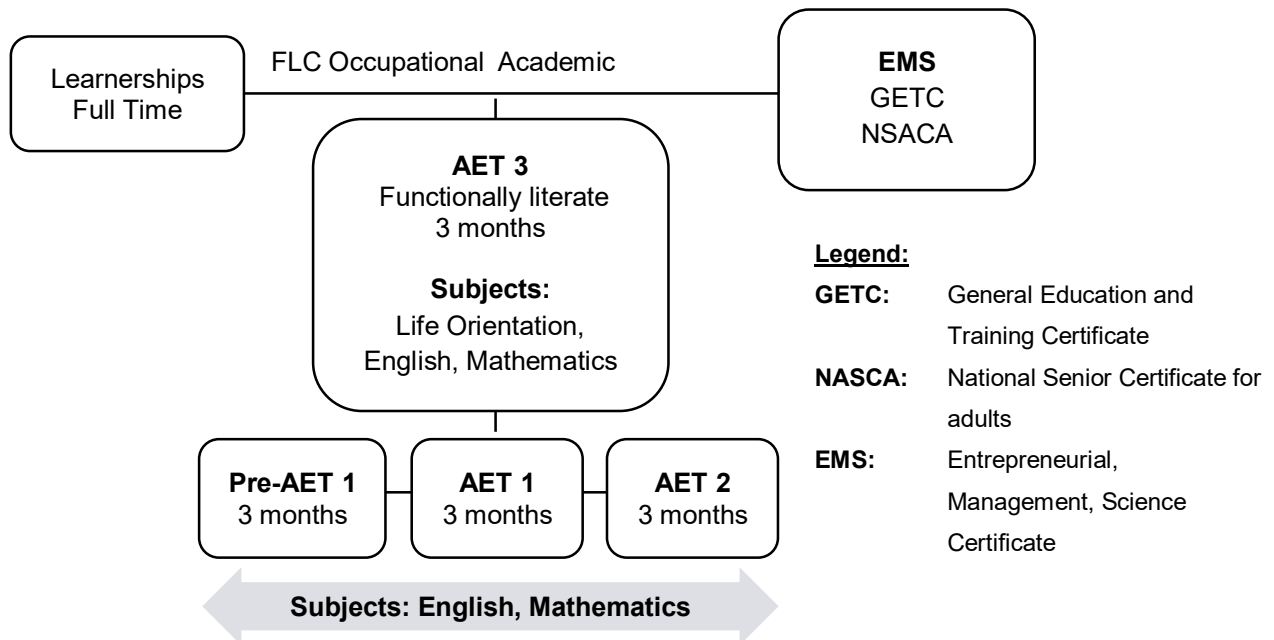 Learnerships
Full Time
FLC Occupational Academic
EMS
GETC
NSACA
AET 3
Functionally literate
3 months
Subjects:
Life Orientation,
English, Mathematics
Legend:
GETC: General Education and
Training Certificate
NASCA: National Senior Certificate for
adults
EMS: Entrepreneurial,
Management, Science
Certificate
Pre-AET 1
3 months
AET 1
3 months
AET 2
3 months
Subjects: English, Mathematics